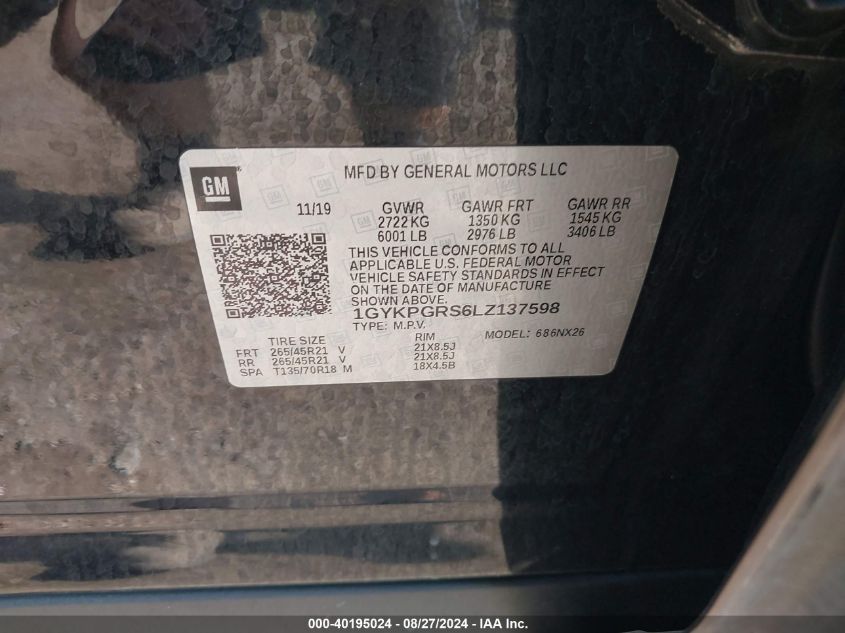 GM
MFD BY GENERAL MOTORS LLC
11/19 GVWR GAWR FRT GAWR RR
2722 KG 1350 KG 1545 KG
6001 LB 2976 LB 3406 LB
THIS VEHICLE CONFORMS TO ALL
APPLICABLE U.S. FEDERAL MOTOR
VEHICLE SAFETY STANDARDS IN EFFECT
ON THE DATE OF MANUFACTURE
SHOWN ABOVE.
1GYKPGRS6LZ137598
TYPE: M.P.V. MODEL: 686NX26
TIRE SIZE RIM
FRT 265/45R21 V 21X8.5J
RR 265/45R21 V 21X8.5J
SPA T135/70R18 M 18X4.5B
000-40195024 - 08/27/2024 - IAA Inc.